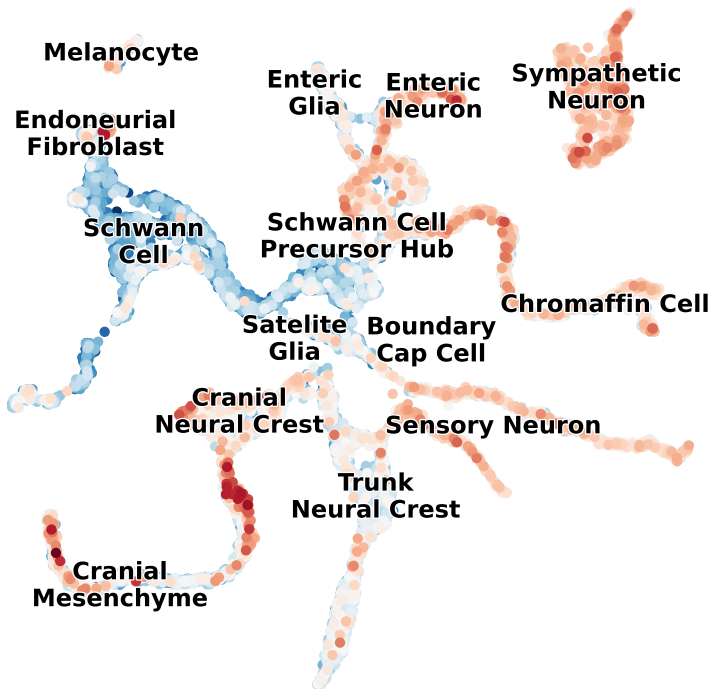 Melanocyte
Enteric
Glia
Enteric
Neuron
Sympathetic
Neuron
Endoneurial
Fibroblast
Schwann
Cell
Schwann Cell
Precursor Hub
Chromaffin Cell
Satelite
Glia
Boundary
Cap Cell
Cranial
Neural Crest
Sensory Neuron
Trunk
Neural Crest
Cranial
Mesenchyme